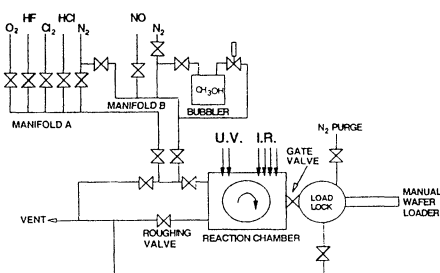 HF
HCl
NO
O2
Cl2
N2
N2
CH3OH
MANIFOLD B
BUBBLER
MANIFOLD A
N2 PURGE
U.V.
I.R.
GATE
VALVE
LOAD
LOCK
MANUAL
WAFER
LOADER
VENT
ROUGHING
VALVE
REACTION CHAMBER